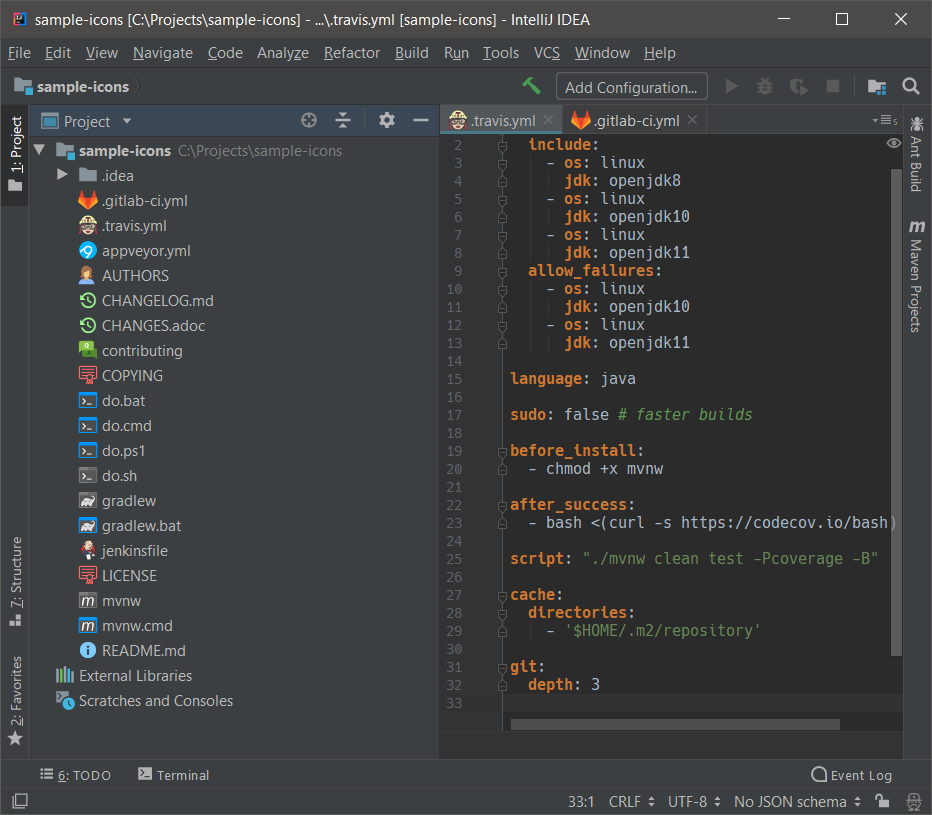 sample-icons [C:\Projects\sample-icons] - ...\.travis.yml [sample-icons] - IntelliJ IDEA
File Edit View Navigate Code Analyze Refactor Build Run Tools VCS Window Help
sample-icons
Add Configuration...
1: Project
7: Structure
2: Favorites
Project
sample-icons C:\Projects\sample-icons
.idea
.gitlab-ci.yml
.travis.yml
appveyor.yml
AUTHORS
CHANGELOG.md
CHANGES.adoc
contributing
COPYING
do.bat
do.cmd
do.ps1
do.sh
gradlew
gradlew.bat
jenkinsfile
LICENSE
mvnw
mvnw.cmd
README.md
External Libraries
Scratches and Consoles
.travis.yml .gitlab-ci.yml
2 include:
3 - os: linux
4 jdk: openjdk8
5 - os: linux
6 jdk: openjdk10
7 - os: linux
8 jdk: openjdk11
9 allow_failures:
10 - os: linux
11 jdk: openjdk10
12 - os: linux
13 jdk: openjdk11
14
15 language: java
16
17 sudo: false # faster builds
18
19 before_install:
20 - chmod +x mvnw
21
22 after_success:
23 - bash <(curl -s https://codecov.io/bash)
24
25 script: "./mvnw clean test -Pcoverage -B"
26
27 cache:
28 directories:
29 - '$HOME/.m2/repository'
30
31 git:
32 depth: 3
33
Ant Build
m Maven Projects
6: TODO Terminal Event Log
33:1 CRLF UTF-8 No JSON schema